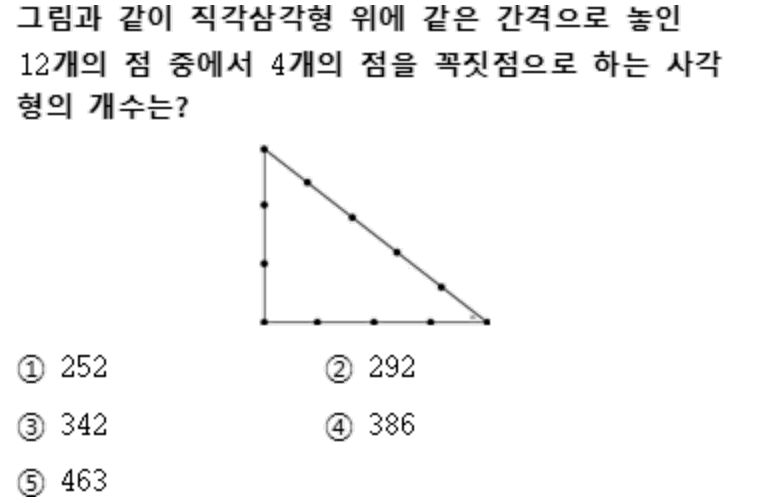 그림과 같이 직각삼각형 위에 같은 간격으로 놓인
12개의 점 중에서 4개의 점을 꼭짓점으로 하는 사각
형의 개수는?
① 252 ② 292
③ 342 ④ 386
⑤ 463